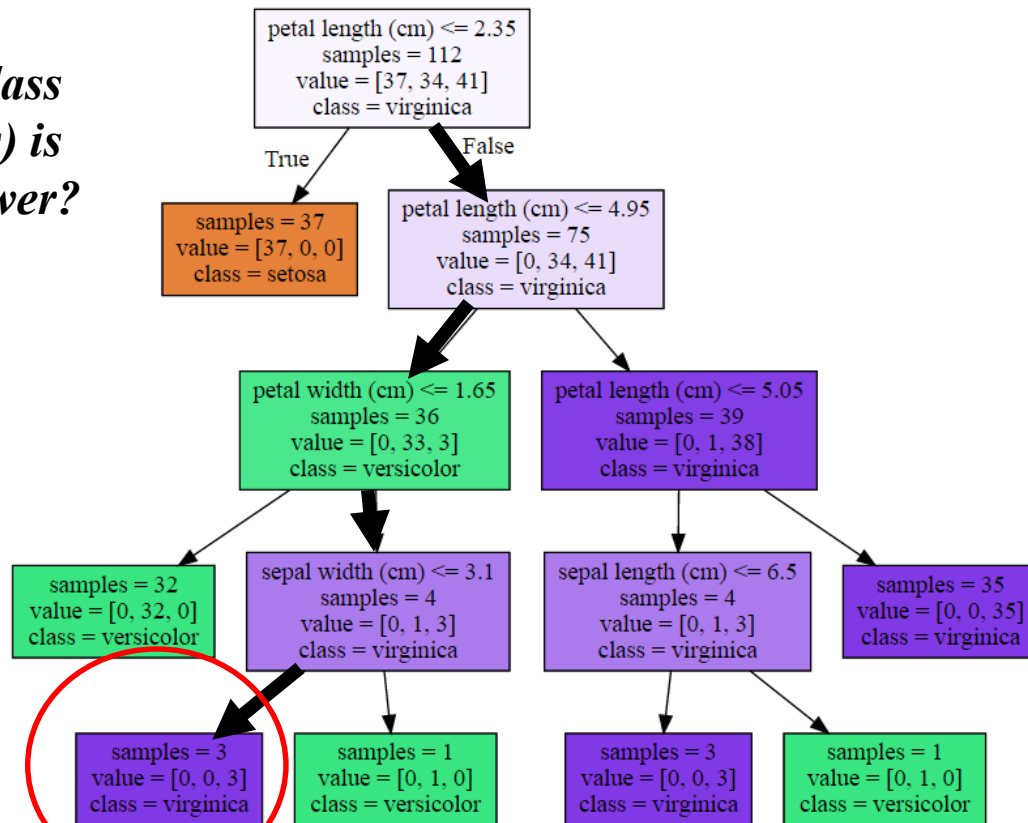 petal length (cm) <= 2.35
samples = 112
value = [37, 34, 41]
class = virginica
is
True
False
samples = 37
value = [37, 0, 0]
class = setosa
petal length (cm) <= 4.95
samples = 75
value = [0, 34, 41]
class = virginica
petal width (cm) <= 1.65
samples = 36
value = [0, 33, 3]
class = versicolor
petal length (cm) <= 5.05
samples = 39
value = [0, 1, 38]
class = virginica
samples = 32
value = [0, 32, 0]
class = versicolor
sepal width (cm) <= 3.1
samples = 4
value = [0, 1, 3]
class = virginica
sepal length (cm) <= 6.5
samples = 4
value = [0, 1, 3]
class = virginica
samples = 35
value = [0, 0, 35]
class = virginica
samples = 3
value = [0, 0, 3]
class = virginica
samples = 1
value = [0, 1, 0]
class = versicolor
samples = 3
value = [0, 0, 3]
class = virginica
samples = 1
value = [0, 1, 0]
class = versicolor